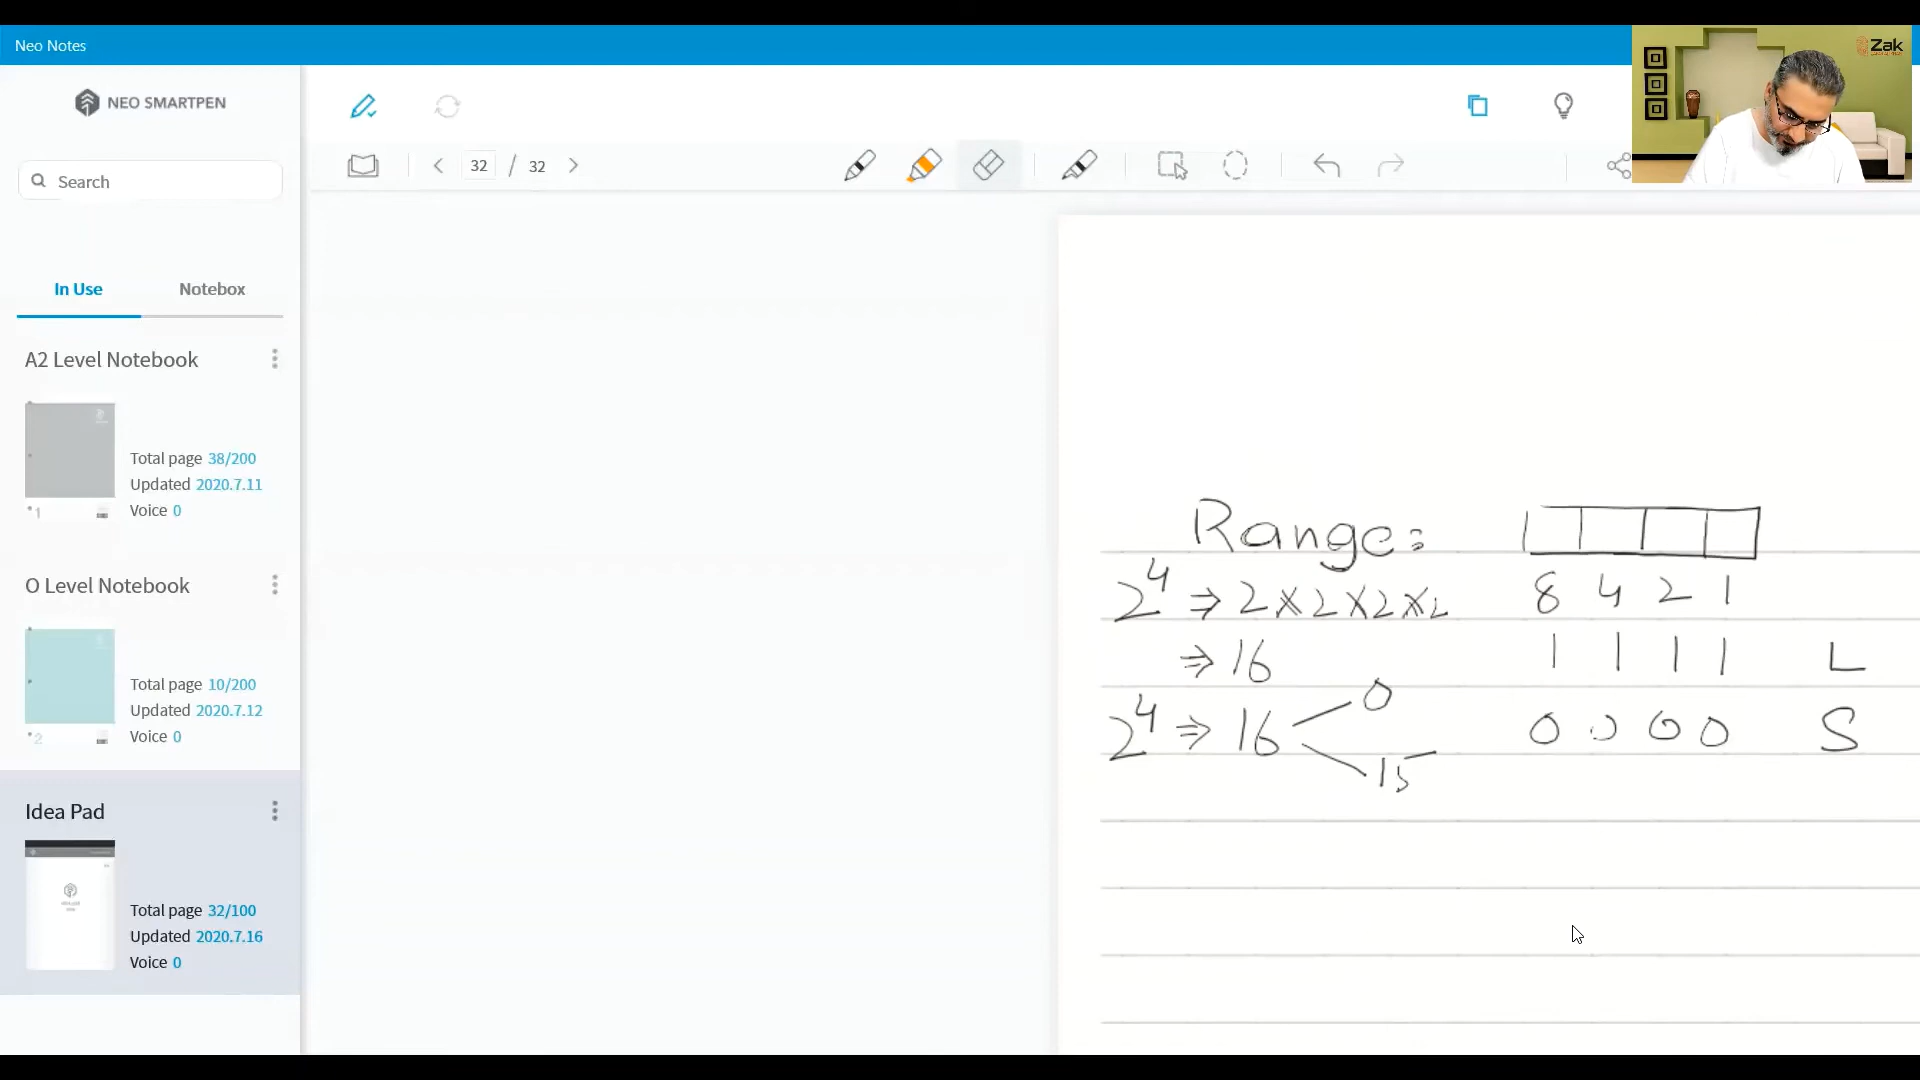 Neo Notes
Zak
NEO SMARTPEN
Search
32 / 32
In Use Notebox
A2 Level Notebook
Total page 38/200
Updated 2020.7.11
Voice 0
1
O Level Notebook
Total page 10/200
Updated 2020.7.12
Voice 0
2
Idea Pad
Total page 32/100
Updated 2020.7.16
Voice 0
Range:
2⁴ ⇒ 2×2×2×2 8 4 2 1
⇒ 16 1 1 1 1 L
2⁴ ⇒ 16 0 0 0 0 0 S
15